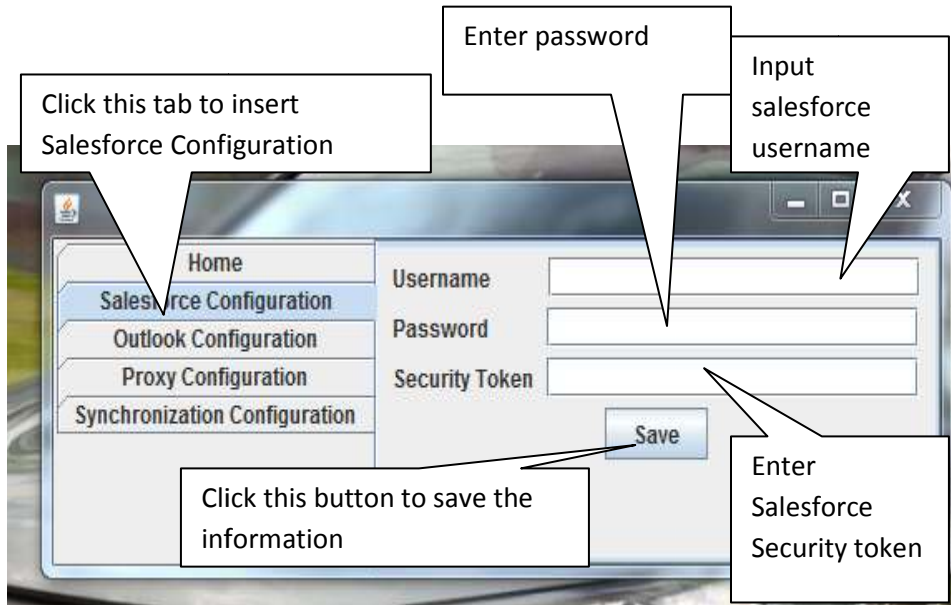 Enter password
Input
salesforce
username
Click this tab to insert
Salesforce Configuration
X
Home
Salesforce Configuration
Outlook Configuration
Proxy Configuration
Synchronization Configuration
Username
Password
Security Token
Save
Click this button to save the
information
Enter
Salesforce
Security token